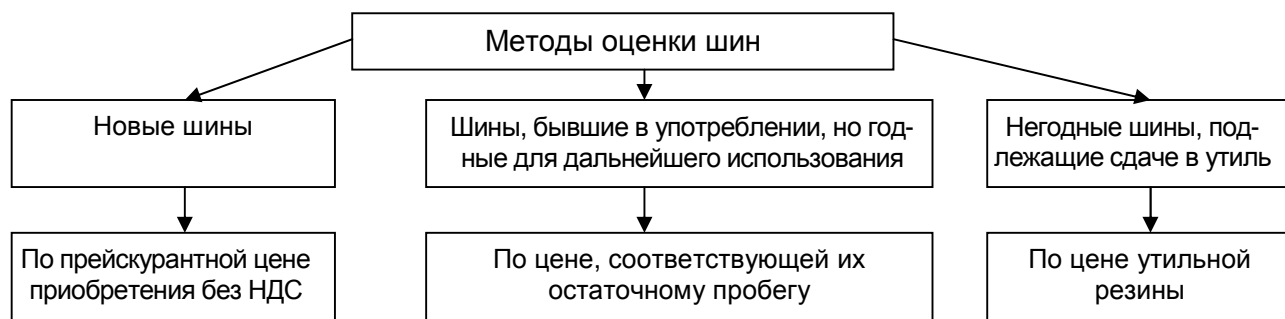 Методы оценки шин
Новые шины
Шины, бывшие в употреблении, но год-
ные для дальнейшего использования
Негодные шины, под-
лежащие сдаче в утиль
По прейскурантной цене
приобретения без НДС
По цене, соответствующей их
остаточному пробегу
По цене утильной
резины